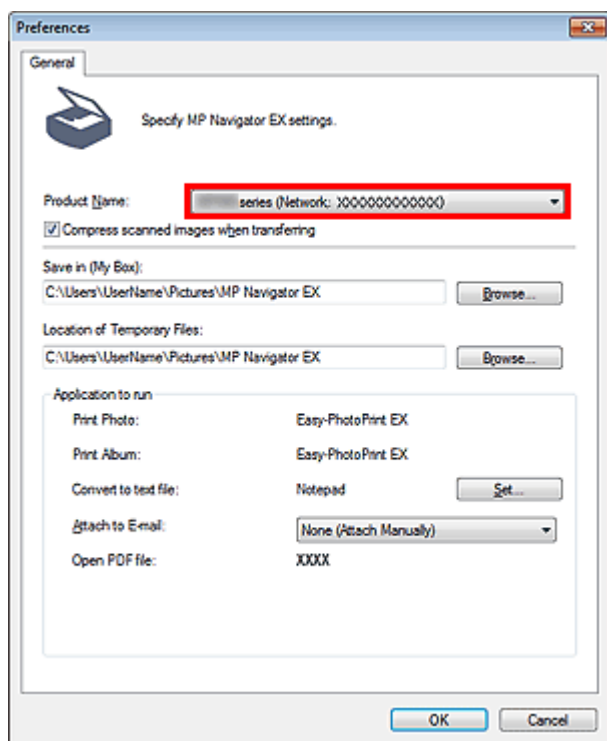 Preferences
General
Specify MP Navigator EX settings.
Product Name: series (Network: XXXXXXXXXXXXX)
Compress scanned images when transferring
Save in (My Box):
C:\Users\UserName\Pictures\MP Navigator EX Browse...
Location of Temporary Files:
C:\Users\UserName\Pictures\MP Navigator EX Browse...
Application to run
Print Photo: Easy-PhotoPrint EX
Print Album: Easy-PhotoPrint EX
Convert to text file: Notepad Set...
Attach to E-mail: None (Attach Manually)
Open PDF file: XXXX
OK Cancel